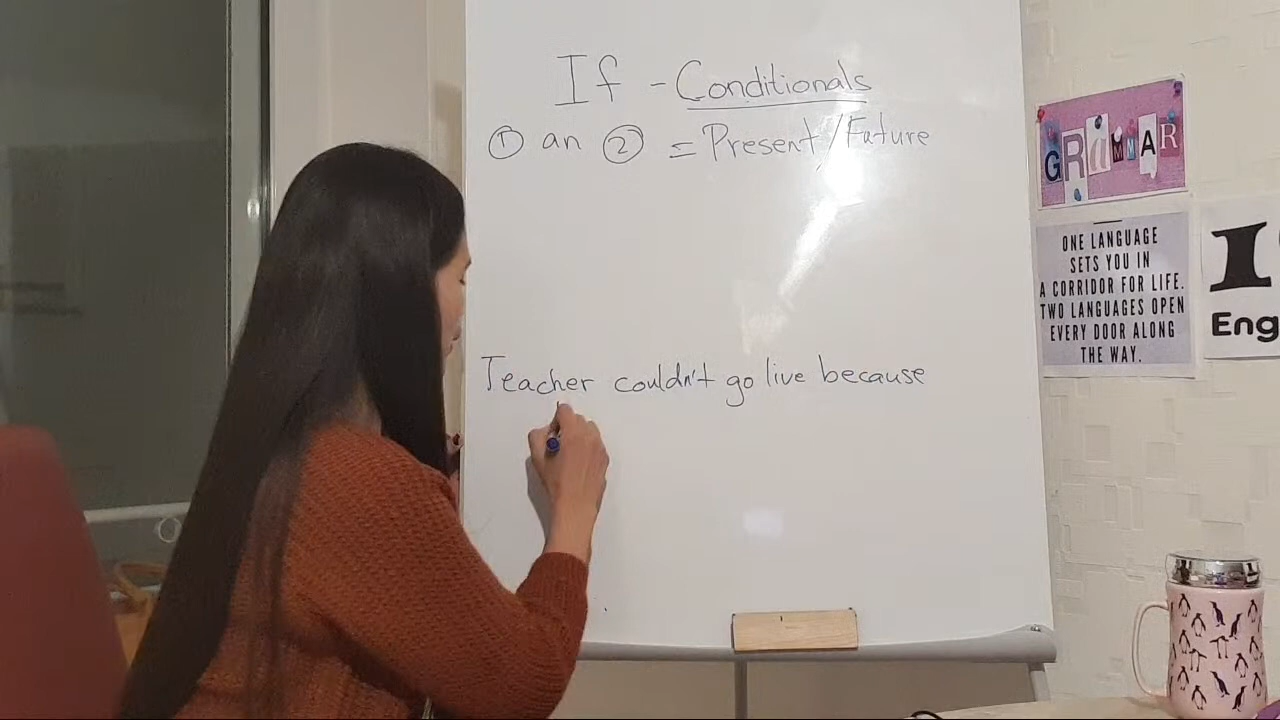 If - Conditionals
① an ② = Present/Future
Teacher couldn't go live because
GRAMMAR
ONE LANGUAGE
SETS YOU IN
A CORRIDOR FOR LIFE.
TWO LANGUAGES OPEN
EVERY DOOR ALONG
THE WAY.
I
Eng